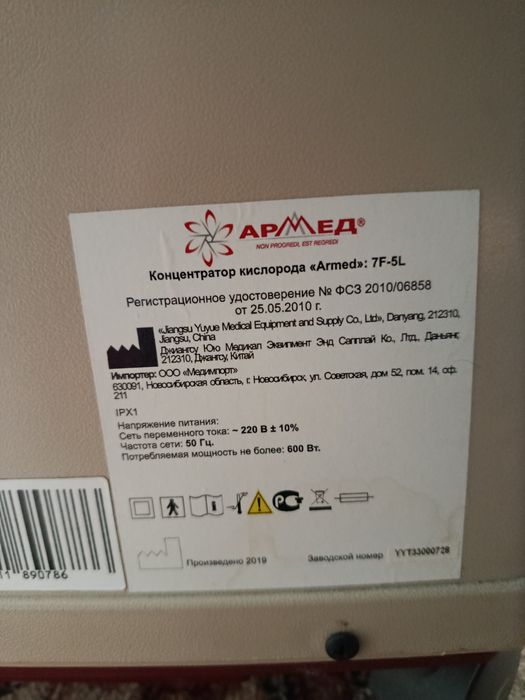 АРМЕД®
NON PROGREDI, EST REGREDI
Концентратор кислорода «Armed»: 7F-5L
Регистрационное удостоверение № ФСЗ 2010/06858
от 25.05.2010 г.
«Jiangsu Yuyue Medical Equipment and Supply Co., Ltd», Danyang, 212310,
Jiangsu, China
Джиангсу Юю Медикал Эквипмент Энд Сапплай Ко., Лтд., Даньянг,
212310, Джангсу, Китай
Импортер: ООО «Медимпорт»
630091, Новосибирская область, г. Новосибирск, ул. Советская, дом 52, пом. 14, оф.
211
IPX1
Напряжение питания:
Сеть переменного тока: ~ 220 В ± 10%
Частота сети: 50 Гц.
Потребляемая мощность не более: 600 Вт.
Произведено 2019 Заводской номер YYT33000728
1 890786